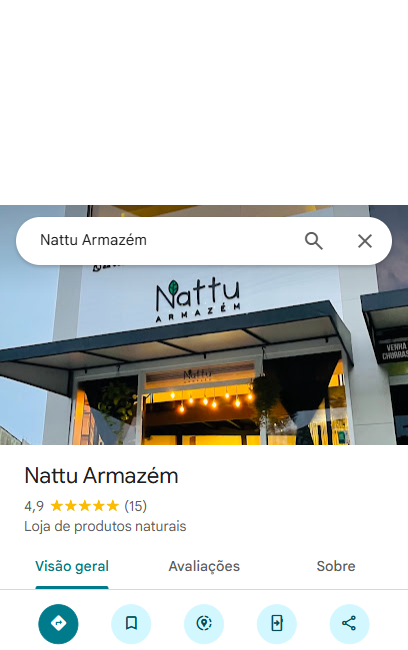 Nattu Armazém
Nattu
ARMAZÉM
VENHA
CHURRAS
Nattu
Nattu Armazém
4,9 (15)
Loja de produtos naturais
Visão geral
Avaliações
Sobre